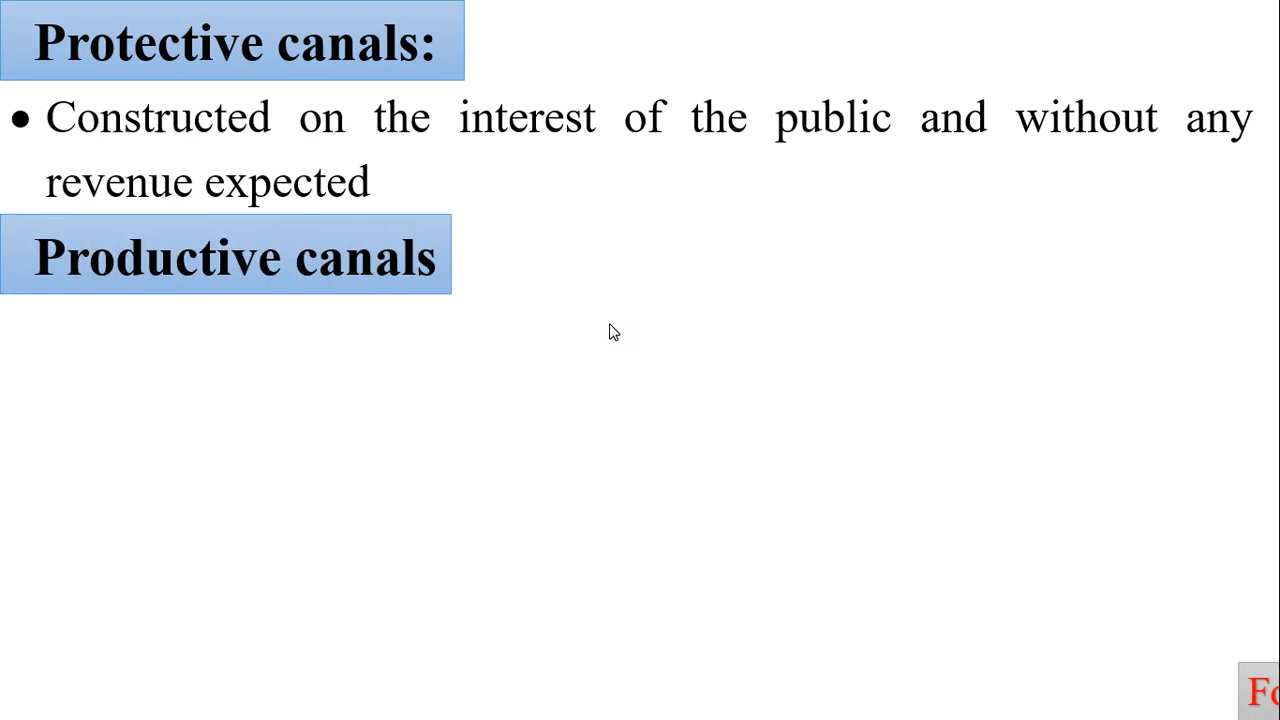 Protective canals:
• Constructed on the interest of the public and without any
revenue expected
Productive canals